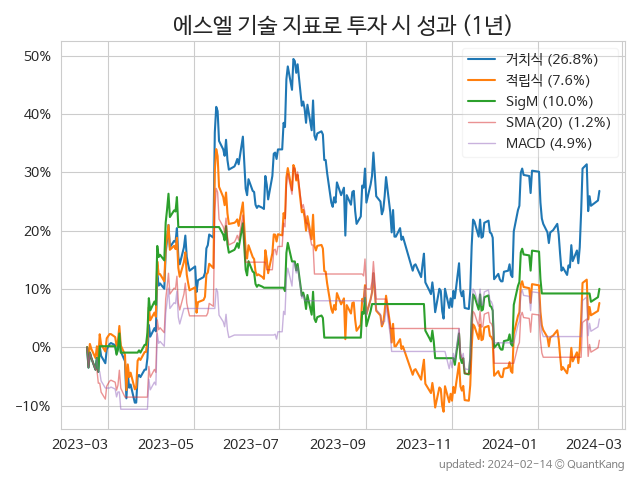 에스엘 기술 지표로 투자 시 성과 (1년)
거치식 (26.8%)
적립식 (7.6%)
SigM (10.0%)
SMA(20) (1.2%)
MACD (4.9%)
50%
40%
30%
20%
10%
0%
−10%
2023-03 2023-05 2023-07 2023-09 2023-11 2024-01 2024-03
updated: 2024-02-14 © QuantKang